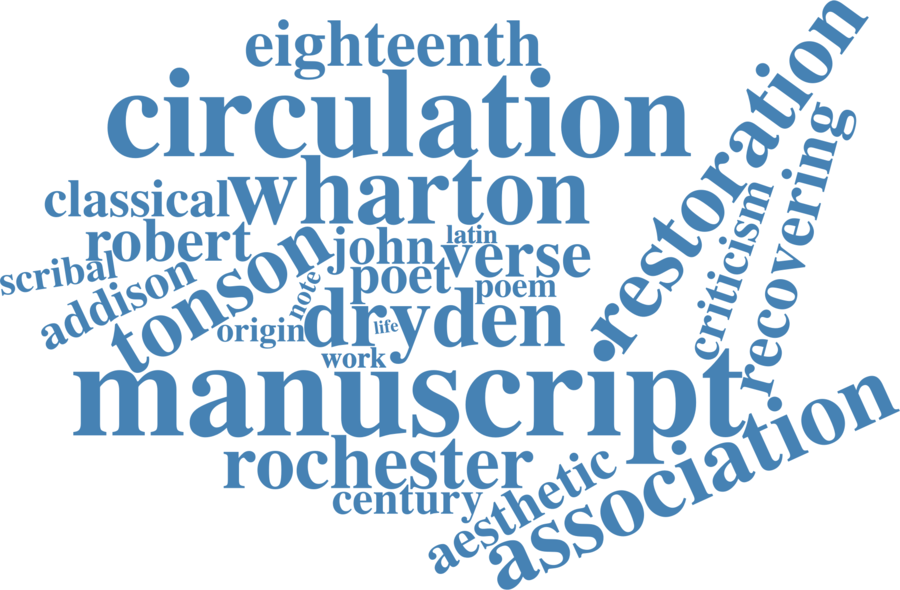 eighteenth
circulation
restoration
recovering
criticism
classical
wharton
robert
john
latin
verse
scribal
addison
tonson
note
poet
poem
origin
dryden
life
work
manuscript
rochester
century
aesthetic
association